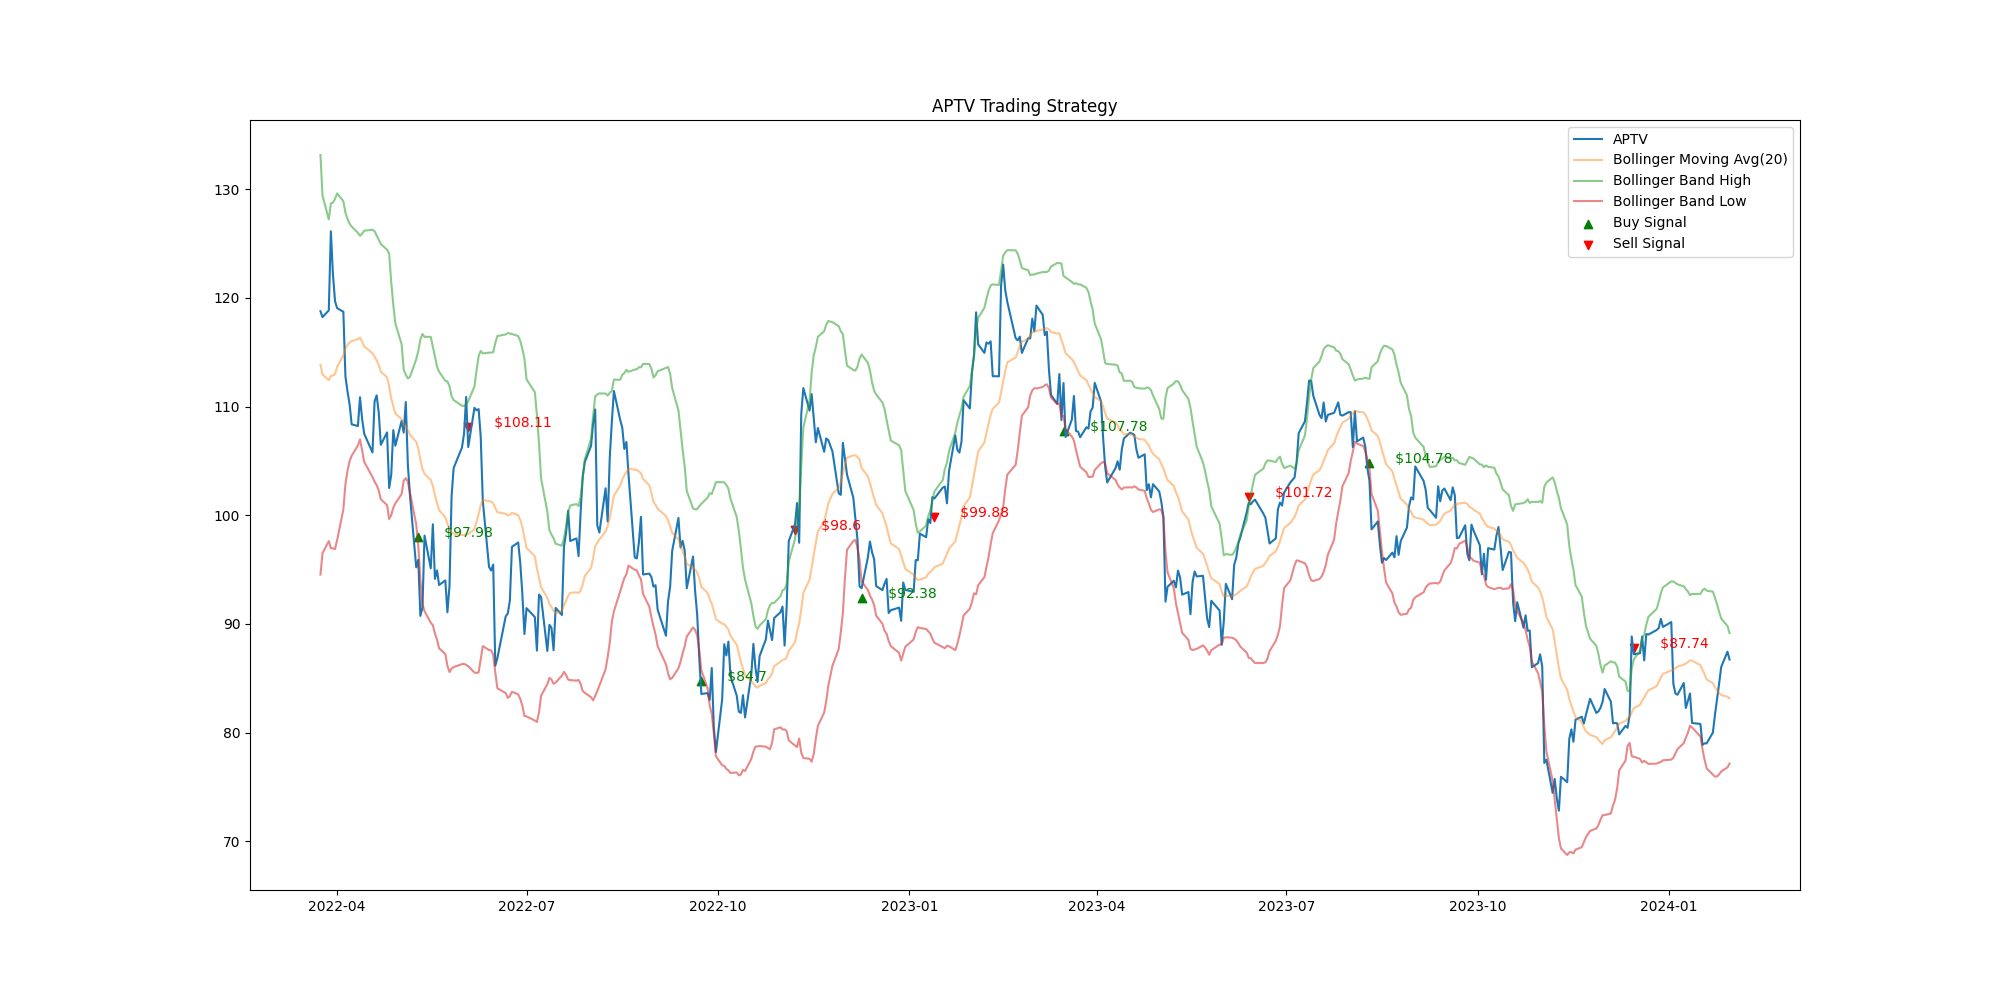 APTV Trading Strategy
APTV
Bollinger Moving Avg(20)
Bollinger Band High
Bollinger Band Low
Buy Signal
Sell Signal
130
120
110
100
90
80
70
$108.11
$97.98
$84.7
$98.6
$92.38
$99.88
$107.78
$101.72
$104.78
$87.74
2022-04 2022-07 2022-10 2023-01 2023-04 2023-07 2023-10 2024-01